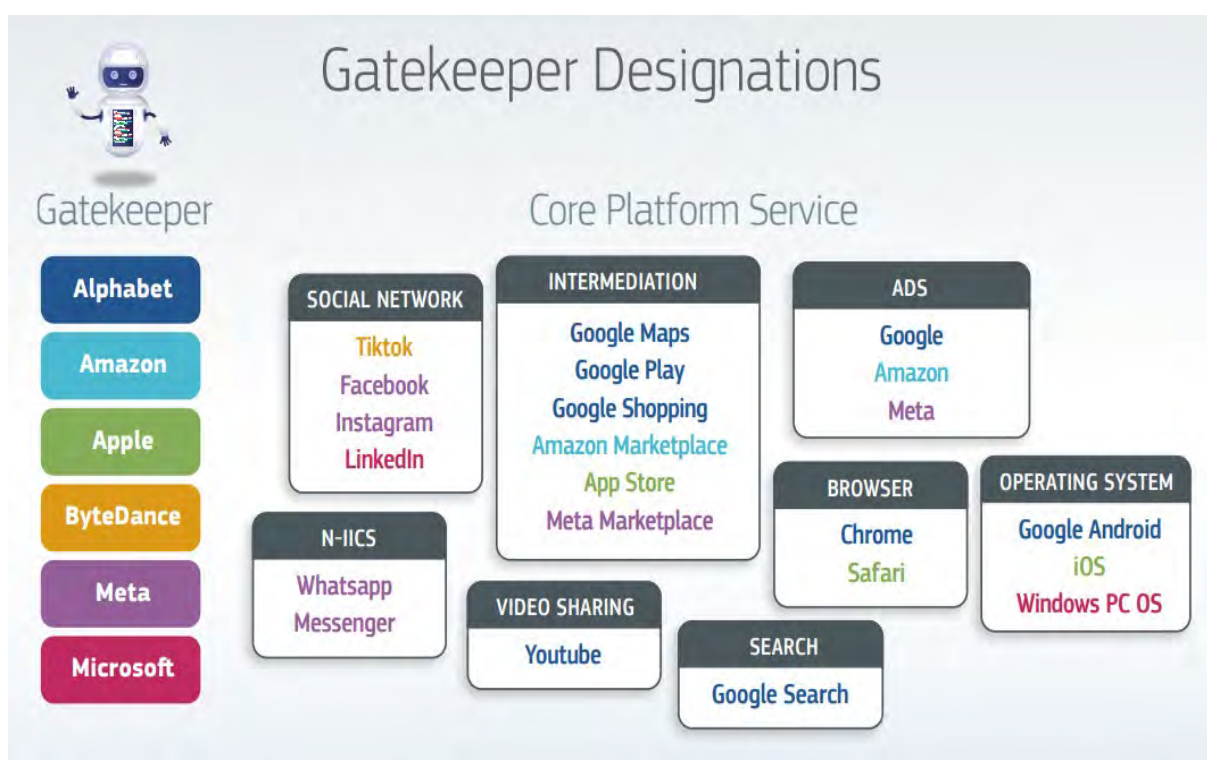 Gatekeeper Designations
Gatekeeper
Core Platform Service
Alphabet
Amazon
Apple
ByteDance
Meta
Microsoft
SOCIAL NETWORK
Tiktok
Facebook
Instagram
LinkedIn
N-IICS
Whatsapp
Messenger
INTERMEDIATION
Google Maps
Google Play
Google Shopping
Amazon Marketplace
App Store
Meta Marketplace
VIDEO SHARING
Youtube
ADS
Google
Amazon
Meta
BROWSER
Chrome
Safari
SEARCH
Google Search
OPERATING SYSTEM
Google Android
iOS
Windows PC OS